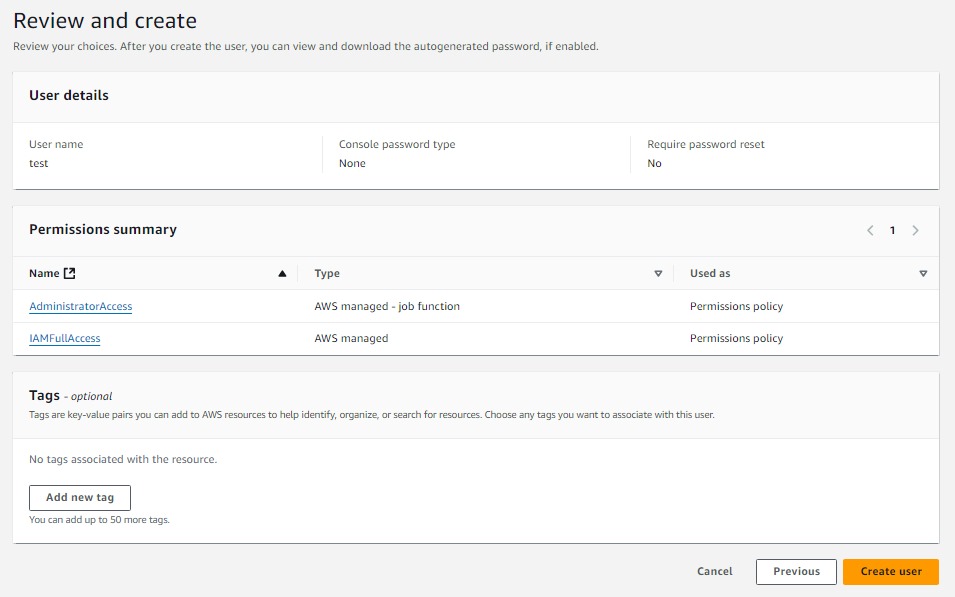 Review and create
Review your choices. After you create the user, you can view and download the autogenerated password, if enabled.
User details
User name
test
Console password type
None
Require password reset
No
Permissions summary
1
Name Type Used as
AdministratorAccess AWS managed - job function Permissions policy
IAMFullAccess AWS managed Permissions policy
Tags - optional
Tags are key-value pairs you can add to AWS resources to help identify, organize, or search for resources. Choose any tags you want to associate with this user.
No tags associated with the resource.
Add new tag
You can add up to 50 more tags.
Cancel Previous Create user